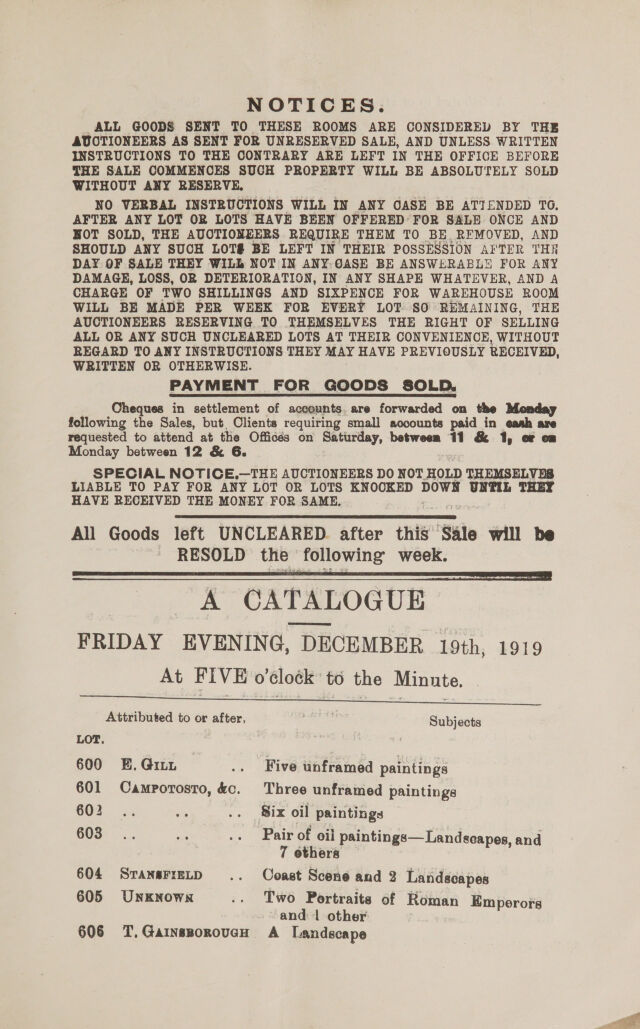 NOTICES.
ALL GOODS SENT TO THESE ROOMS ARE CONSIDERED BY THE
AUCTIONEERS AS SENT FOR UNRESERVED SALE, AND UNLESS WRITTEN
INSTRUCTIONS TO THE CONTRARY ARE LEFT IN THE OFFICE BEFORE
THE SALE COMMENCES SUCH PROPERTY WILL BE ABSOLUTELY SOLD
WITHOUT ANY RESERVE.
NO VERBAL INSTRUCTIONS WILL IN ANY CASE BE ATTENDED TO.
AFTER ANY LOT OR LOTS HAVE BEEN OFFERED FOR SALE ONCE AND
NOT SOLD, THE AUCTIONEERS REQUIRE THEM TO BE REMOVED, AND
SHOULD ANY SUCH LOTS BE LEFT IN THEIR POSSESSION AFTER THE
DAY OF SALE THEY WILL NOT IN ANY CASE BE ANSWERABLE FOR ANY
DAMAGE, LOSS, OR DETERIORATION, IN ANY SHAPE WHATEVER, AND A
CHARGE OF TWO SHILLINGS AND SIXPENCE FOR WAREHOUSE ROOM
WILL BE MADE PER WEEK FOR EVERY LOT SO REMAINING, THE
AUCTIONEERS RESERVING TO THEMSELVES THE RIGHT OF SELLING
ALL OR ANY SUCH UNCLEARED LOTS AT THEIR CONVENIENCE, WITHOUT
REGARD TO ANY INSTRUCTIONS THEY MAY HAVE PREVIOUSLY RECEIVED,
WRITTEN OR OTHERWISE.
PAYMENT FOR GOODS SOLD.
Cheques in settlement of accounts are forwarded on the Monday
following the Sales, but Clients requiring small accounts paid in cash are
requested to attend at the Offices on Saturday, between 11 & 1, or on
Monday between 12 & 6.
SPECIAL NOTICE.—THE AUCTIONEERS DO NOT HOLD THEMSELVES
LIABLE TO PAY FOR ANY LOT OR LOTS KNOCKED DOWN UNTIL THEY
HAVE RECEIVED THE MONEY FOR SAME.
All Goods left UNCLEARED after this Sale will be
RESOLD the following week.
A CATALOGUE
FRIDAY EVENING, DECEMBER 19th, 1919
At FIVE o'clock to the Minute.
Attributed to or after. Subjects
LOT.
600 E. GILL .. Five unframed paintings
601 CAMPOTOSTO, &c. Three unframed paintings
602 .. .. .. Six oil paintings
603 .. .. .. Pair of oil paintings—Landscapes, and
7 others
604 STANSFIELD .. Coast Scene and 2 Landscapes
605 UNKNOWN .. Two Portraits of Roman Emperors
and 1 other
606 T. GAINSBOROUGH A Landscape